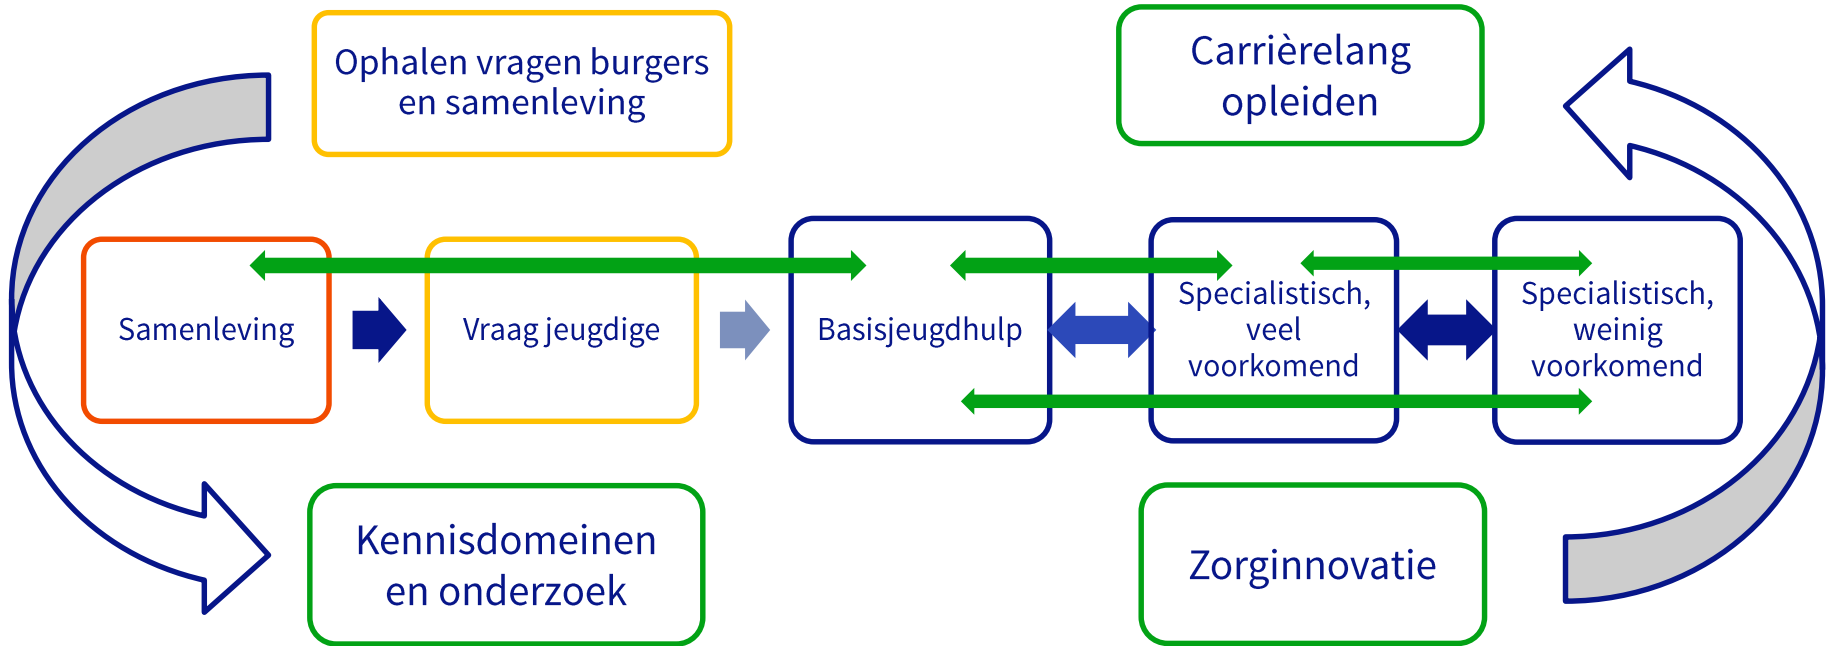 Ophalen vragen burgers
en samenleving
Carrièrelang
opleiden
Samenleving
Vraag jeugdige
Basisjeugdhulp
Specialistisch,
veel
voorkomend
Specialistisch,
weinig
voorkomend
Kennisdomeinen
en onderzoek
Zorginnovatie